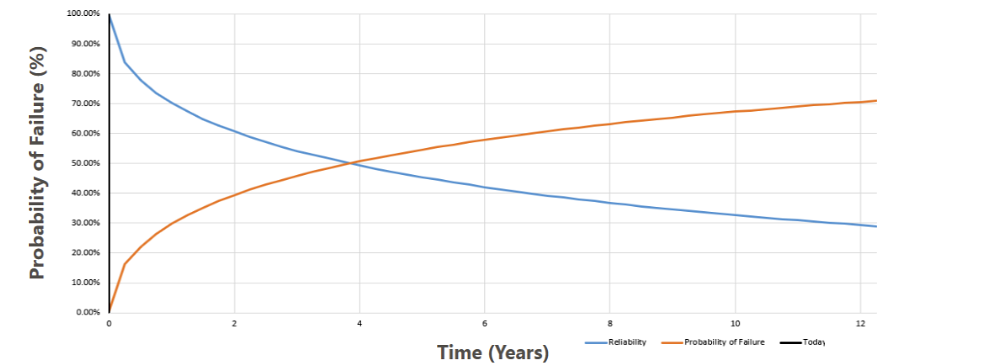 Probability of Failure (%)
100.00%
90.00%
80.00%
70.00%
60.00%
50.00%
40.00%
30.00%
20.00%
10.00%
0.00%
0 2 4 6 8 10 12
Time (Years)
Reliability Probability of Failure Today